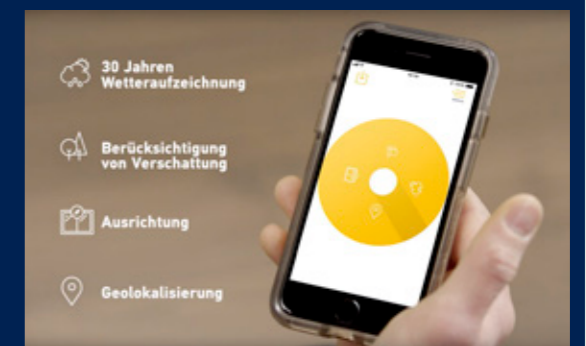 30 Jahren
Wetteraufzeichnung
Berücksichtigung
von Verschattung
Ausrichtung
Geolokalisierung